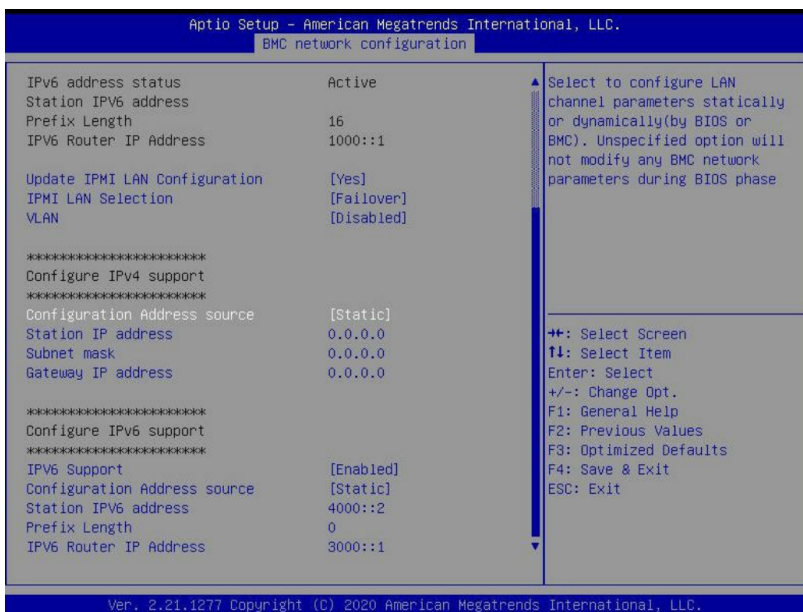 Aptio Setup – American Megatrends International, LLC.
BMC network configuration
IPv6 address status Active
Station IPV6 address
Prefix Length 16
IPV6 Router IP Address 1000::1
Update IPMI LAN Configuration [Yes]
IPMI LAN Selection [Failover]
VLAN [Disabled]
**********************
Configure IPv4 support
**********************
Configuration Address source [Static]
Station IP address 0.0.0.0
Subnet mask 0.0.0.0
Gateway IP address 0.0.0.0
**********************
Configure IPv6 support
**********************
IPV6 Support [Enabled]
Configuration Address source [Static]
Station IPV6 address 4000::2
Prefix Length 0
IPV6 Router IP Address 3000::1
Select to configure LAN
channel parameters statically
or dynamically(by BIOS or
BMC). Unspecified option will
not modify any BMC network
parameters during BIOS phase
→←: Select Screen
↑↓: Select Item
Enter: Select
+/-: Change Opt.
F1: General Help
F2: Previous Values
F3: Optimized Defaults
F4: Save & Exit
ESC: Exit
Ver. 2.21.1277 Copyright (C) 2020 American Megatrends International, LLC.